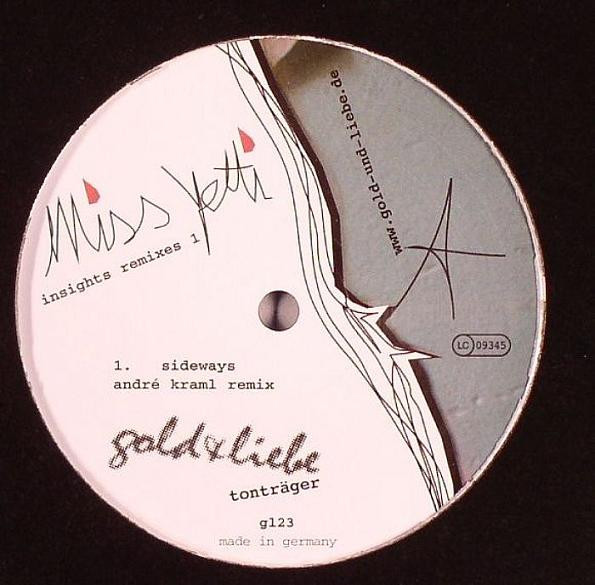 Miss Yetti
insights remixes 1
www.gold-und-liebe.de
A
LC 09345
1. sideways
andré kraml remix
gold&liebe
tonträger
gl23
made in germany